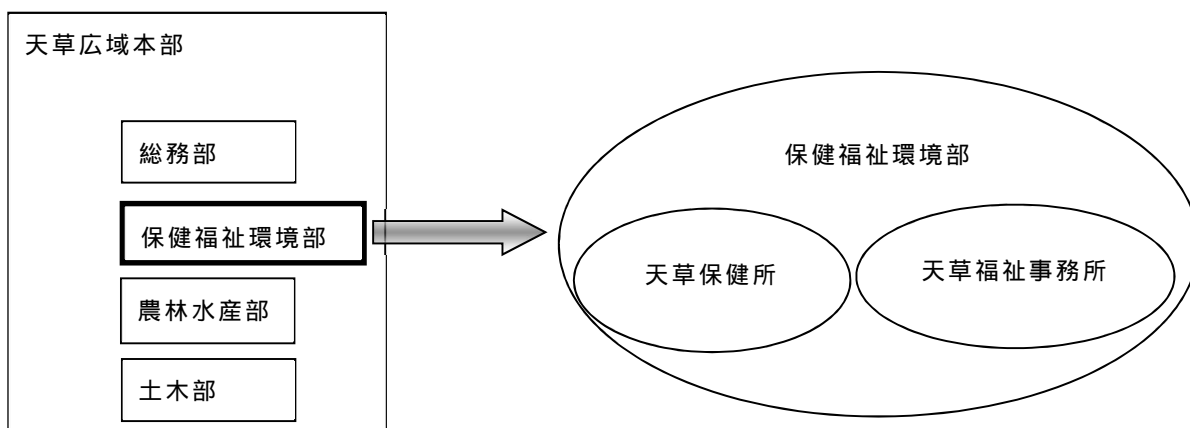 天草広域本部
総務部
保健福祉環境部
農林水産部
土木部
保健福祉環境部
天草保健所
天草福祉事務所